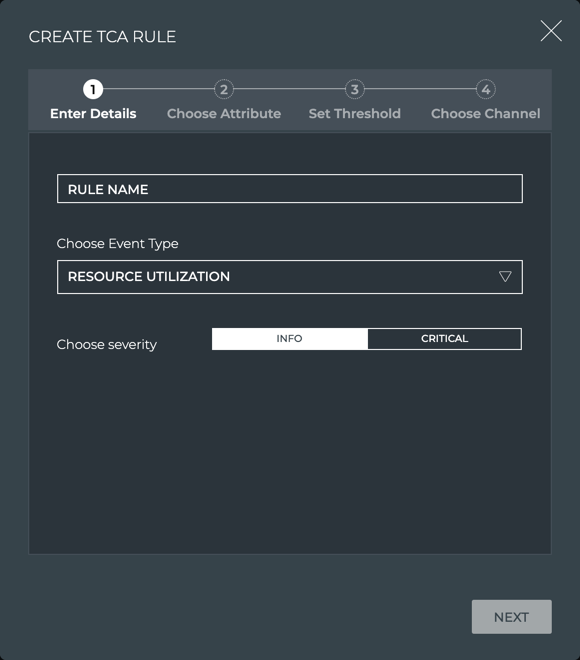 CREATE TCA RULE
1 2 3 4
Enter Details Choose Attribute Set Threshold Choose Channel
RULE NAME
Choose Event Type
RESOURCE UTILIZATION
Choose severity INFO CRITICAL
NEXT